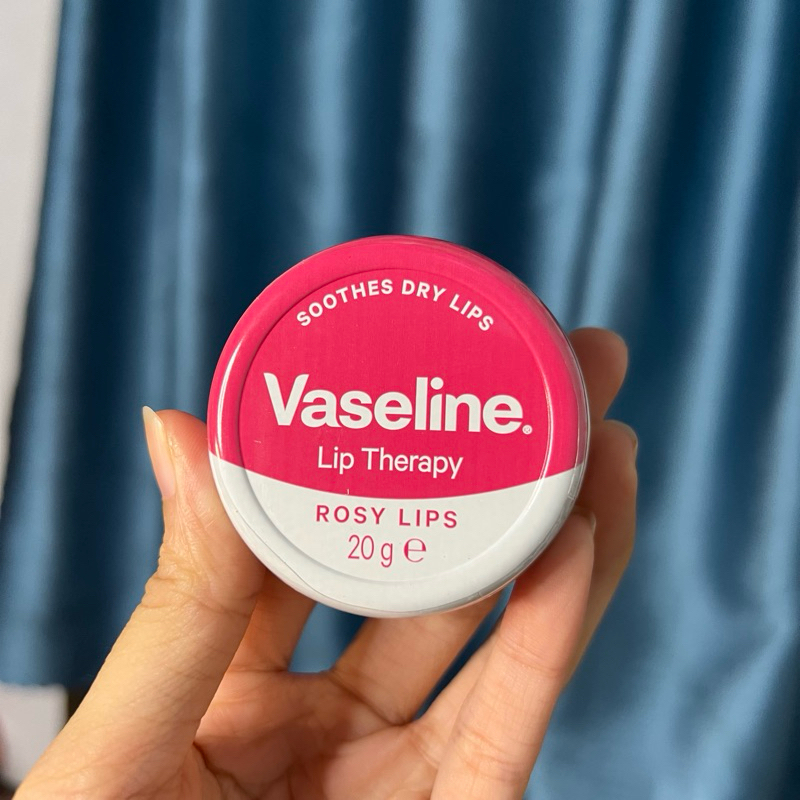 SOOTHES DRY LIPS
Vaseline®
Lip Therapy
ROSY LIPS
20 g ℮